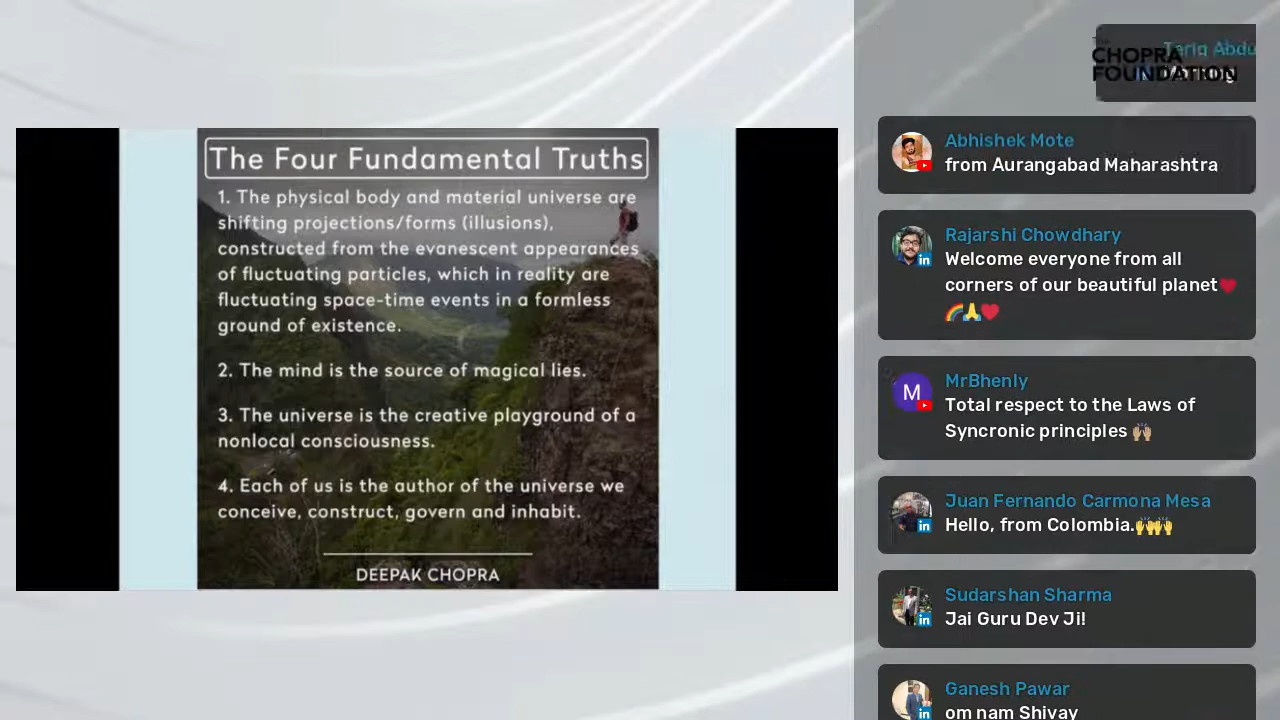 The Four Fundamental Truths
1. The physical body and material universe are
shifting projections/forms (illusions),
constructed from the evanescent appearances
of fluctuating particles, which in reality are
fluctuating space-time events in a formless
ground of existence.
2. The mind is the source of magical lies.
3. The universe is the creative playground of a
nonlocal consciousness.
4. Each of us is the author of the universe we
conceive, construct, govern and inhabit.
DEEPAK CHOPRA
Tariq Abdu
CHOPRA
FOUNDATION
Abhishek Mote
from Aurangabad Maharashtra
Rajarshi Chowdhary
Welcome everyone from all
corners of our beautiful planet❤️
🌈🙏❤️
M
MrBhenly
Total respect to the Laws of
Syncronic principles 🙌🏽
Juan Fernando Carmona Mesa
Hello, from Colombia.🙌🙌
Sudarshan Sharma
Jai Guru Dev Ji!
Ganesh Pawar
om nam Shivay